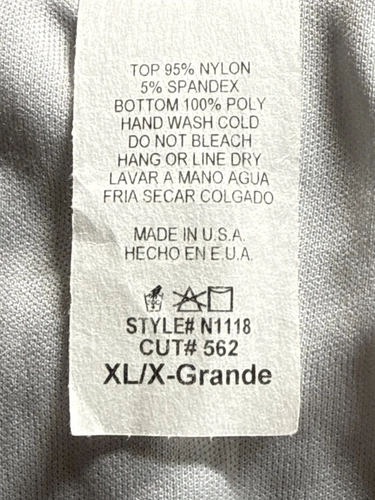 TOP 95% NYLON
5% SPANDEX
BOTTOM 100% POLY
HAND WASH COLD
DO NOT BLEACH
HANG OR LINE DRY
LAVAR A MANO AGUA
FRIA SECAR COLGADO
MADE IN U.S.A.
HECHO EN E.U.A.
STYLE# N1118
CUT# 562
XL/X-Grande